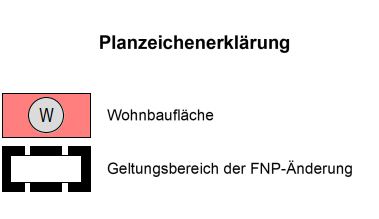 Planzeichenerklärung
W Wohnbaufläche
Geltungsbereich der FNP-Änderung